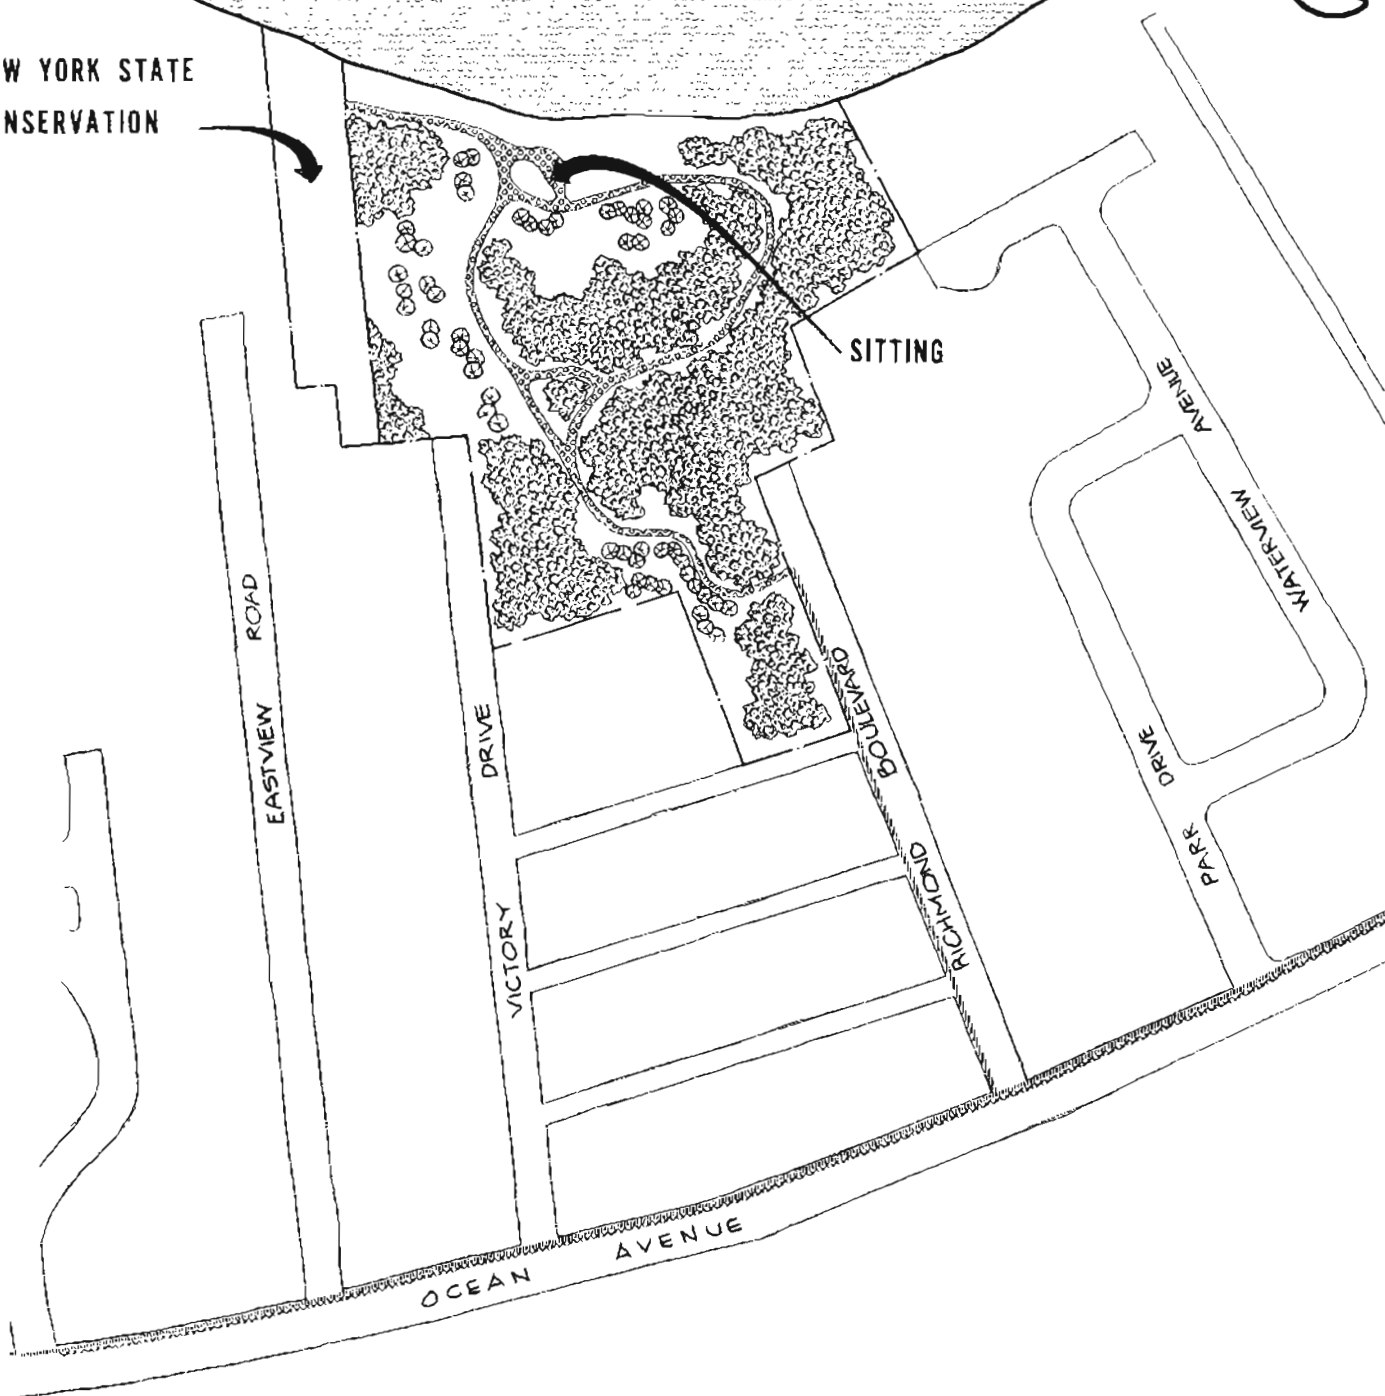 W YORK STATE
NSERVATION
SITTING
AVENUE
WATERVIEW
EASTVIEW ROAD
VICTORY DRIVE
RICHMOND BOULEVARD
PARK DRIVE
OCEAN AVENUE